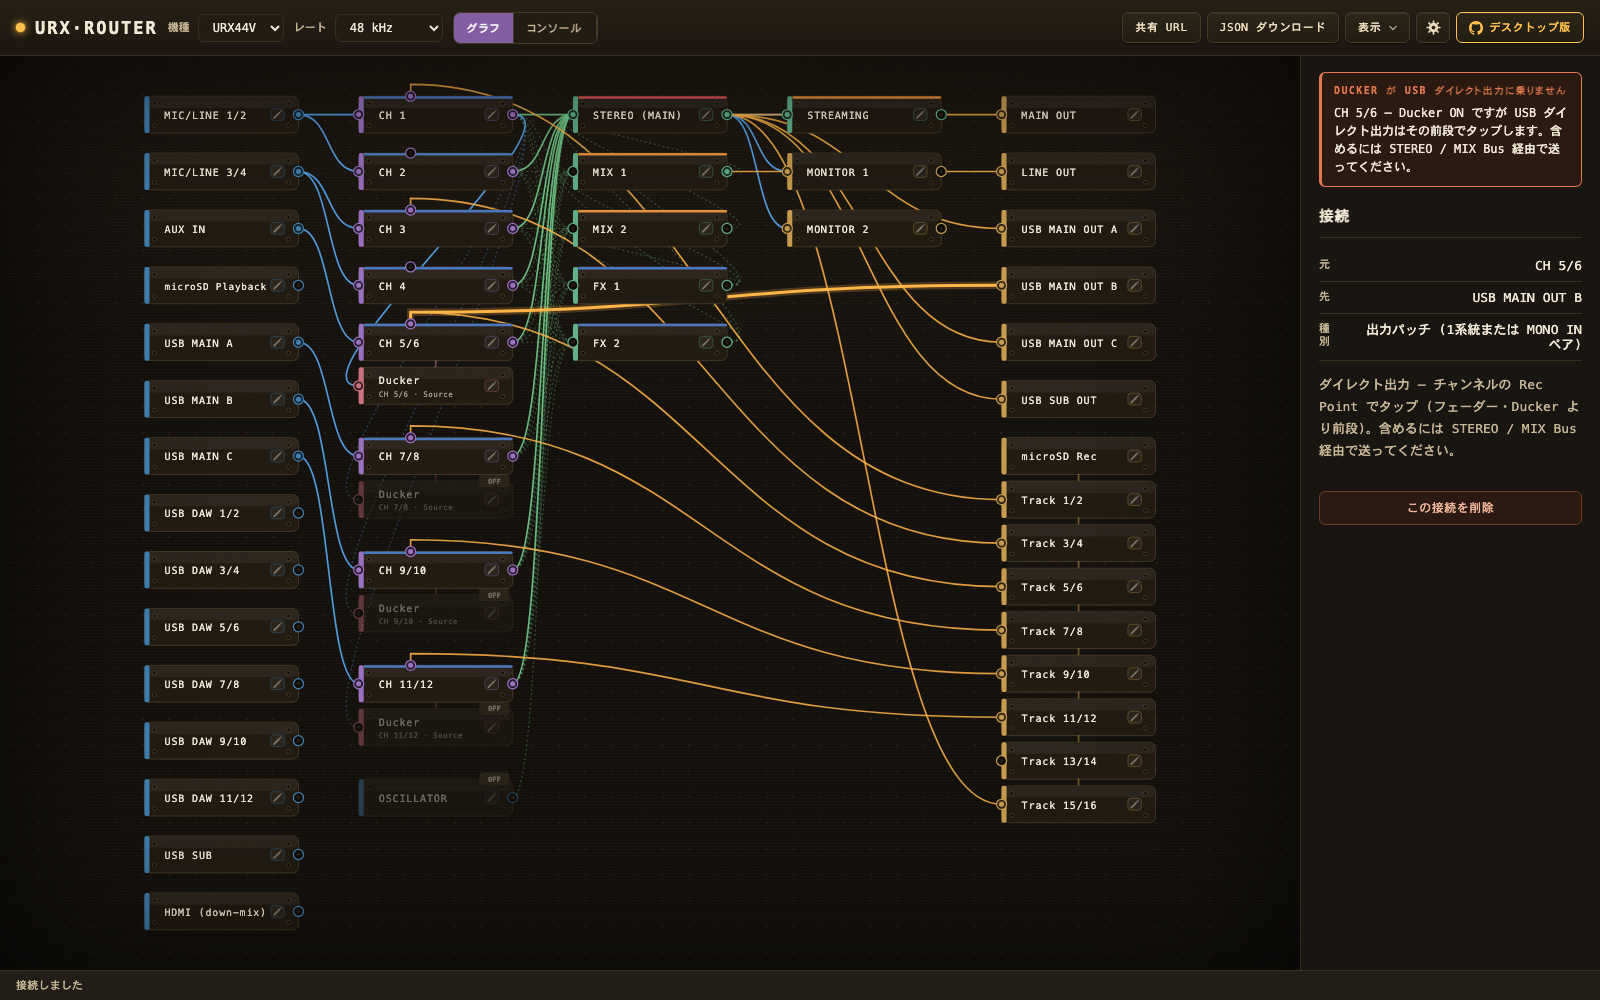 URX·ROUTER 機種 URX44V レート 48 kHz グラフ コンソール 共有 URL JSON ダウンロード 表示 デスクトップ版
MIC/LINE 1/2
MIC/LINE 3/4
AUX IN
microSD Playback
USB MAIN A
USB MAIN B
USB MAIN C
USB DAW 1/2
USB DAW 3/4
USB DAW 5/6
USB DAW 7/8
USB DAW 9/10
USB DAW 11/12
USB SUB
HDMI (down-mix)
CH 1
CH 2
CH 3
CH 4
CH 5/6
Ducker
CH 5/6 · Source
CH 7/8
OFF
Ducker
CH 7/8 · Source
CH 9/10
OFF
Ducker
CH 9/10 · Source
CH 11/12
OFF
Ducker
CH 11/12 · Source
OFF
OSCILLATOR
STEREO (MAIN)
MIX 1
MIX 2
FX 1
FX 2
STREAMING
MONITOR 1
MONITOR 2
MAIN OUT
LINE OUT
USB MAIN OUT A
USB MAIN OUT B
USB MAIN OUT C
USB SUB OUT
microSD Rec
Track 1/2
Track 3/4
Track 5/6
Track 7/8
Track 9/10
Track 11/12
Track 13/14
Track 15/16
DUCKER が USB ダイレクト出力に乗りません
CH 5/6 — Ducker ON ですが USB ダイ
レクト出力はその前段でタップします。含
めるには STEREO / MIX Bus 経由で送
ってください。
接続
元 CH 5/6
先 USB MAIN OUT B
種別 出力パッチ (1系統または MONO IN
ペア)
ダイレクト出力 — チャンネルの Rec
Point でタップ (フェーダー・Ducker よ
り前段)。含めるには STEREO / MIX Bus
経由で送ってください。
この接続を削除
接続しました